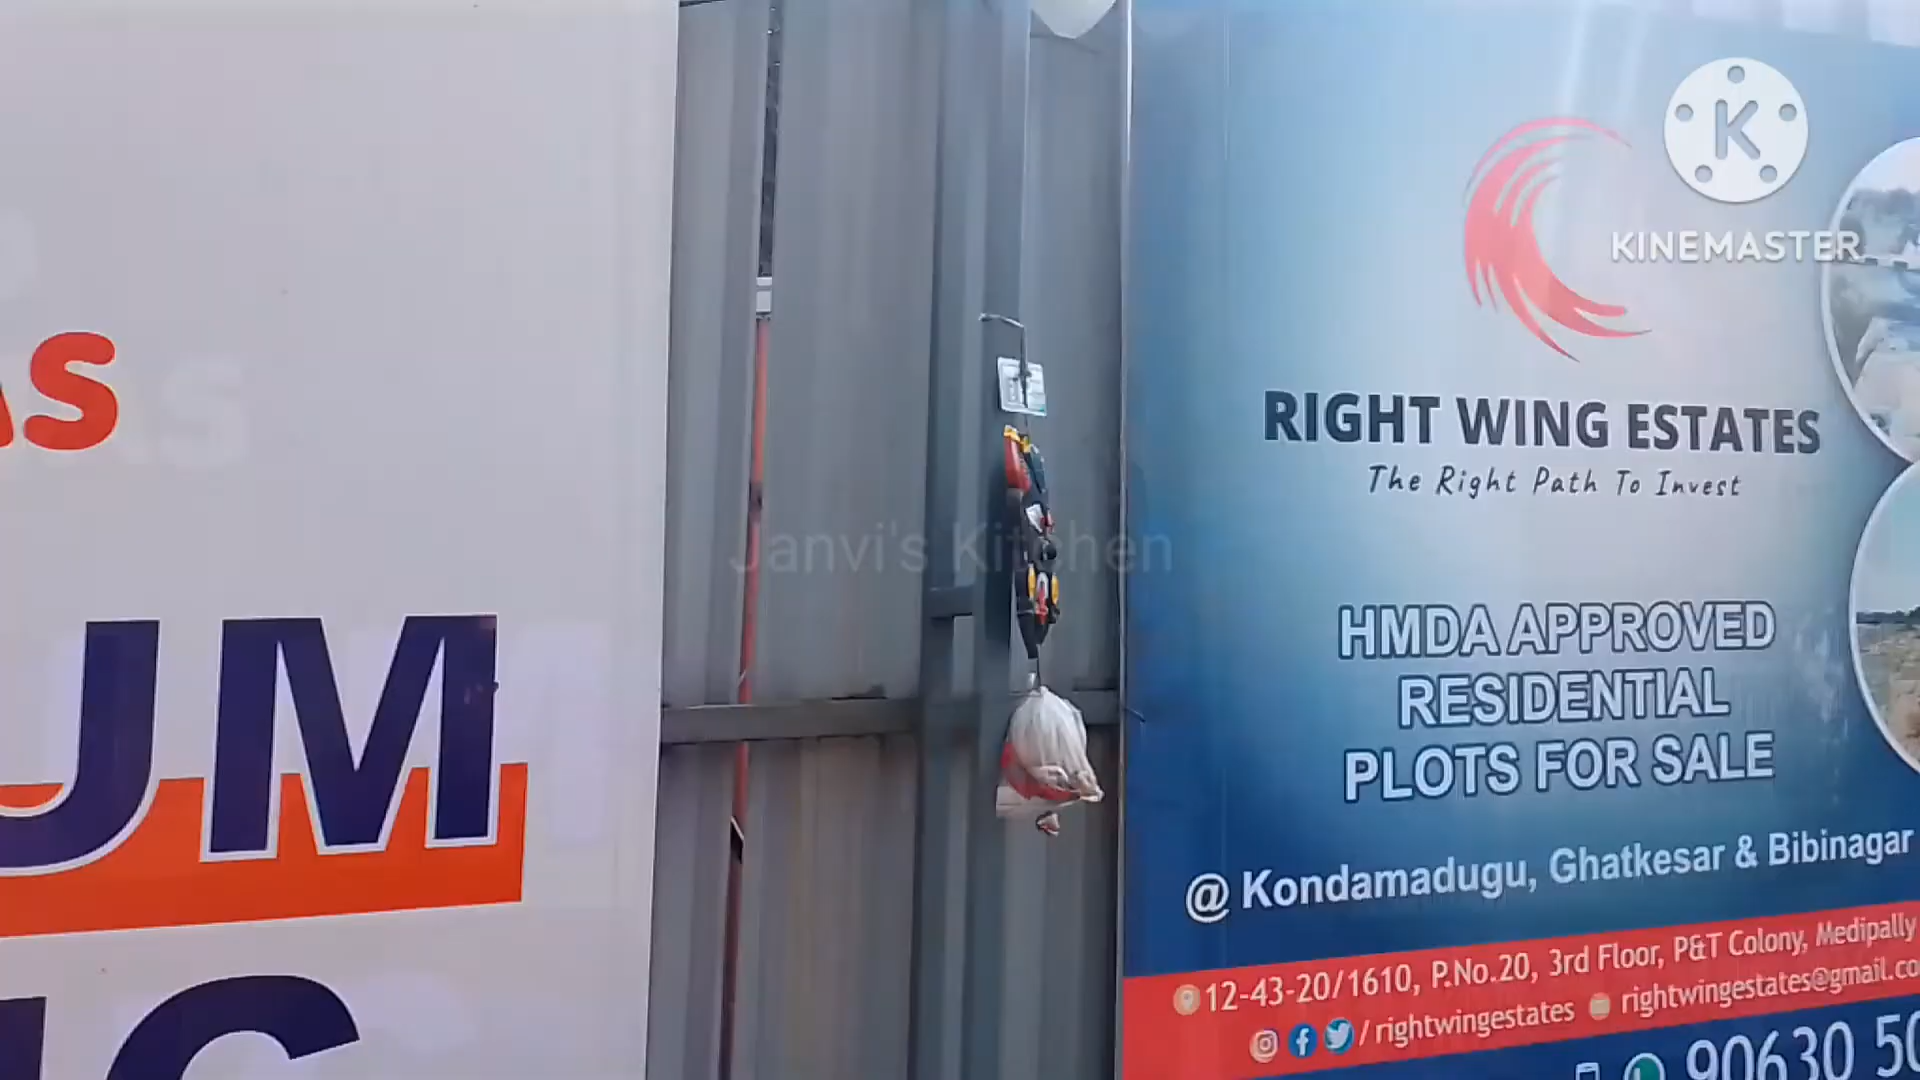 AS
UM
KINEMASTER
RIGHT WING ESTATES
The Right Path To Invest
Janvi's Kitchen
HMDA APPROVED
RESIDENTIAL
PLOTS FOR SALE
@ Kondamadugu, Ghatkesar & Bibinagar
12-43-20/1610, P.No.20, 3rd Floor, P&T Colony, Medipally
/rightwingestates rightwingestates@gmail.co
90630 50